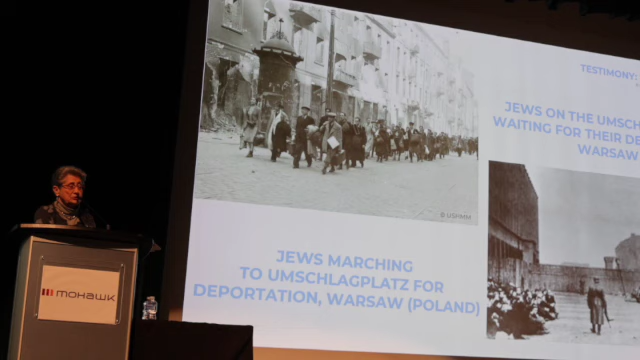 TESTIMONY:
© USHMM
JEWS ON THE UMSCH
WAITING FOR THEIR DE
WARSAW
JEWS MARCHING
TO UMSCHLAGPLATZ FOR
DEPORTATION, WARSAW (POLAND)
mohawk